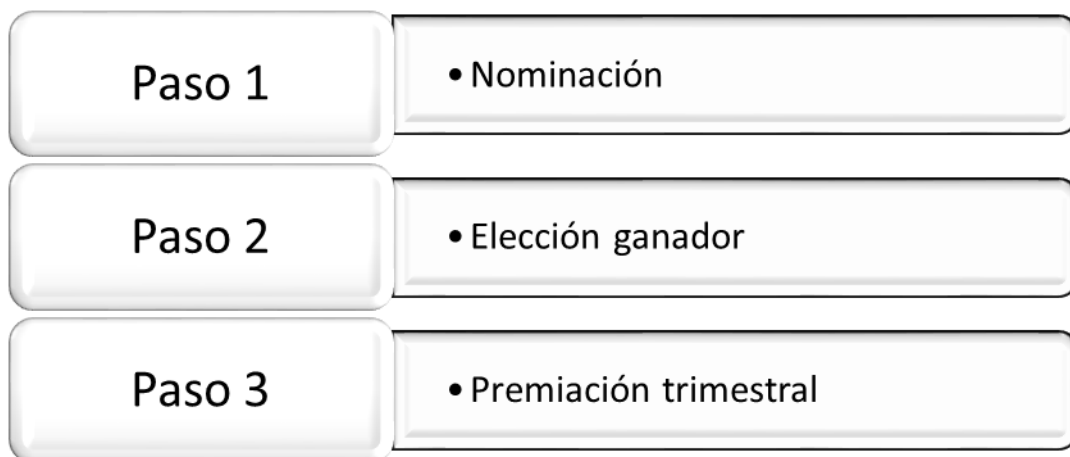 Paso 1
• Nominación
Paso 2
• Elección ganador
Paso 3
• Premiación trimestral